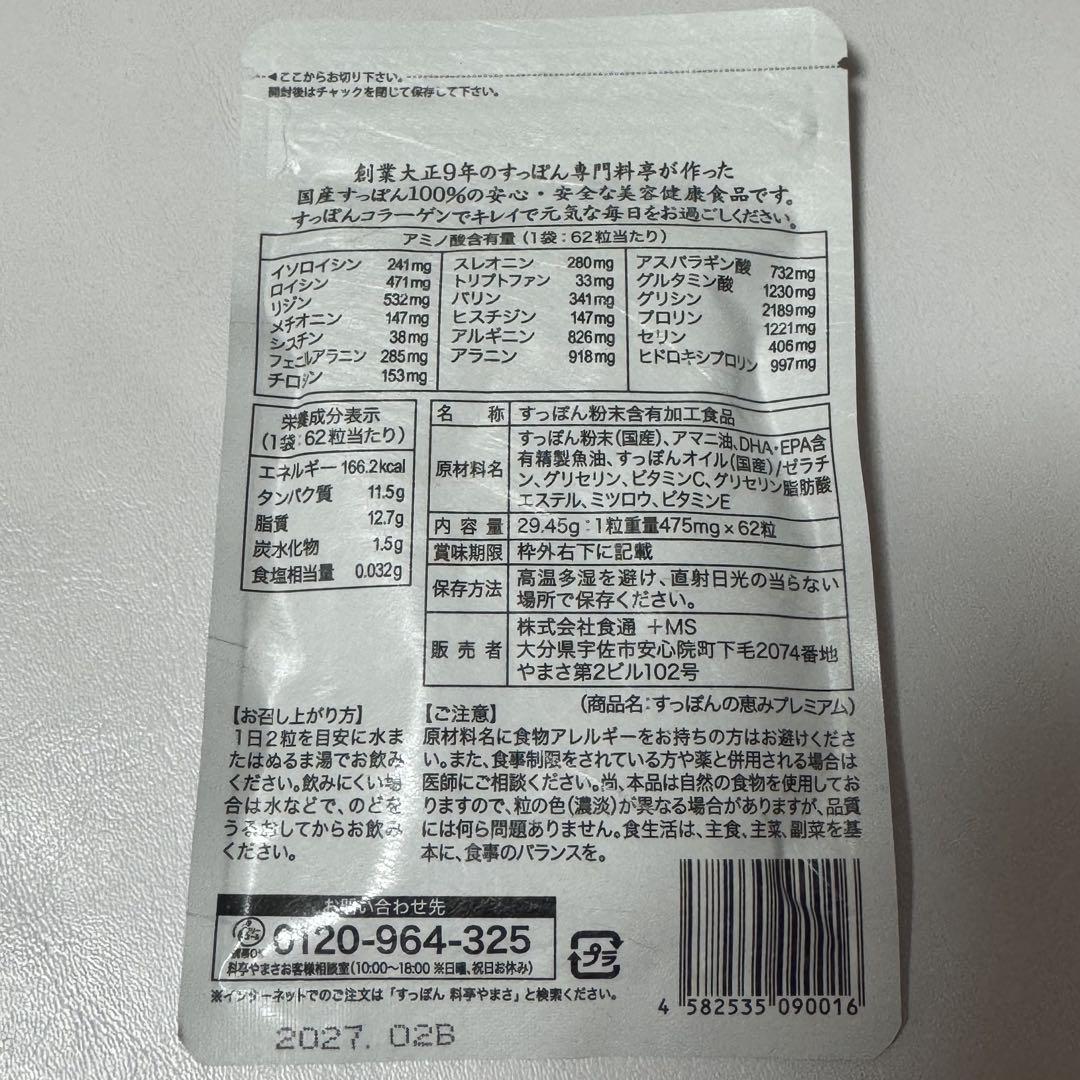 ◀ここからお切り下さい。
開封後はチャックを閉じて保存して下さい。
創業大正9年のすっぽん専門料亭が作った
国産すっぽん100%の安心・安全な美容健康食品です。
すっぽんコラーゲンでキレイで元気な毎日をお過ごしください。
アミノ酸含有量（1袋：62粒当たり）
イソロイシン 241mg
ロイシン 471mg
リジン 532mg
メチオニン 147mg
シスチン 38mg
フェニルアラニン 285mg
チロシン 153mg
スレオニン 280mg
トリプトファン 33mg
バリン 341mg
ヒスチジン 147mg
アルギニン 826mg
アラニン 918mg
アスパラギン酸 732mg
グルタミン酸 1230mg
グリシン 2189mg
プロリン 1221mg
セリン 406mg
ヒドロキシプロリン 997mg
栄養成分表示
（1袋：62粒当たり）
エネルギー 166.2kcal
タンパク質 11.5g
脂質 12.7g
炭水化物 1.5g
食塩相当量 0.032g
名称 すっぽん粉末含有加工食品
原材料名 すっぽん粉末（国産）、アマニ油、DHA・EPA含
有精製魚油、すっぽんオイル（国産）/ゼラチ
ン、グリセリン、ビタミンC、グリセリン脂肪酸
エステル、ミツロウ、ビタミンE
内容量 29.45g：1粒重量475mg×62粒
賞味期限 枠外右下に記載
保存方法 高温多湿を避け、直射日光の当らない
場所で保存ください。
販売者 株式会社食通 +MS
大分県宇佐市安心院町下毛2074番地
やまさ第2ビル102号
（商品名：すっぽんの恵みプレミアム）
【お召し上がり方】
1日2粒を目安に水ま
たはぬるま湯でお飲み
ください。飲みにくい場
合は水などで、のどを
うるおしてからお飲み
ください。
【ご注意】
原材料名に食物アレルギーをお持ちの方はお避けくださ
い。また、食事制限をされている方や薬と併用される場合は
医師にご相談ください。尚、本品は自然の食物を使用してお
りますので、粒の色（濃淡）が異なる場合がありますが、品質
には何ら問題ありません。食生活は、主食、主菜、副菜を基
本に、食事のバランスを。
お問い合わせ先
携帯OK 0120-964-325
料亭やまさお客様相談室（10:00〜18:00 ※日曜、祝日お休み）
※インターネットでのご注文は「すっぽん 料亭やまさ」と検索ください。
プラ
4 582535 090016
2027. 02B